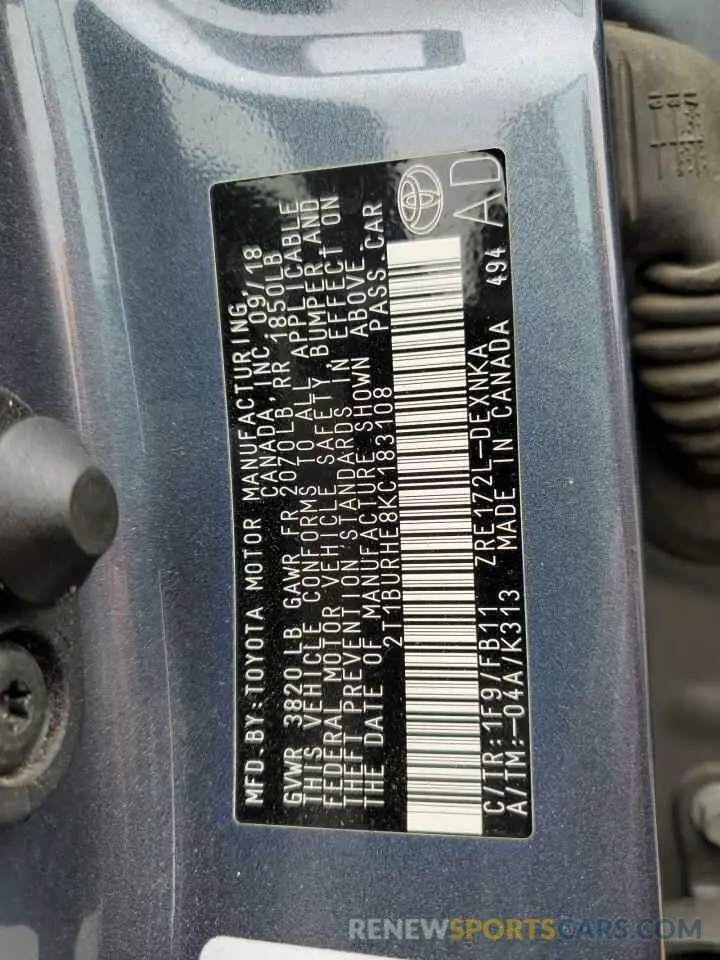 MFD.BY:TOYOTA MOTOR MANUFACTURING,
CANADA, INC. 09/18
GVWR 3820LB GAWR FR 2070LB RR 1850LB
THIS VEHICLE CONFORMS TO ALL APPLICABLE
FEDERAL MOTOR VEHICLE SAFETY, BUMPER, AND
THEFT PREVENTION STANDARDS IN EFFECT ON
THE DATE OF MANUFACTURE SHOWN ABOVE.
2T1BURHE8KC183108 PASS.CAR
C/TR:1F9/FB11 ZRE172L-DEXNKA
A/TM:-04A/K313 MADE IN CANADA 494
AD
RENEWSPORTSCARS.COM/